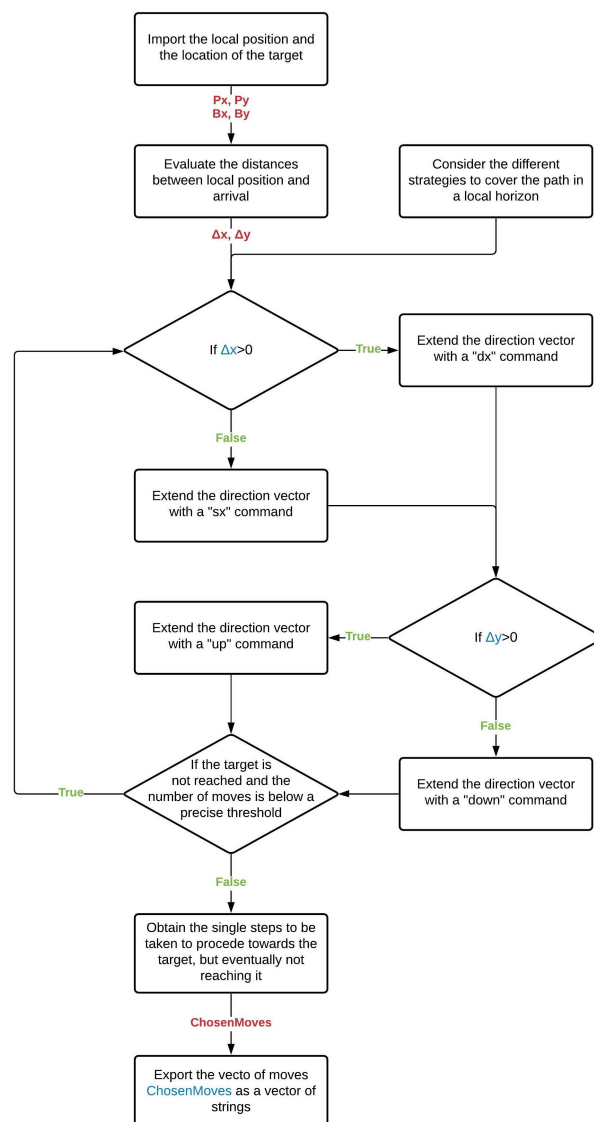 Import the local position and
the location of the target
Px, Py
Bx, By
Evaluate the distances
between local position and
arrival
Consider the different
strategies to cover the path in
a local horizon
Δx, Δy
If Δx>0
True
Extend the direction vector
with a "dx" command
False
Extend the direction vector
with a "sx" command
If Δy>0
True
Extend the direction vector
with a "up" command
False
Extend the direction vector
with a "down" command
If the target is
not reached and the
number of moves is below a
precise threshold
True
False
Obtain the single steps to be
taken to procede towards the
target, but eventually not
reaching it
ChosenMoves
Export the vecto of moves
ChosenMoves as a vector of
strings